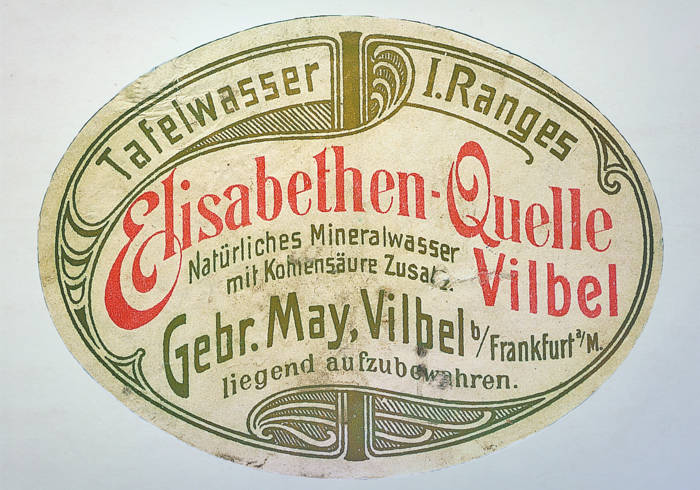 Tafelwasser I. Ranges
Elisabethen-Quelle
Vilbel
Natürliches Mineralwasser
mit Kohlensäure Zusatz.
Gebr. May, Vilbel b/Frankfurt a/M.
liegend aufzubewahren.